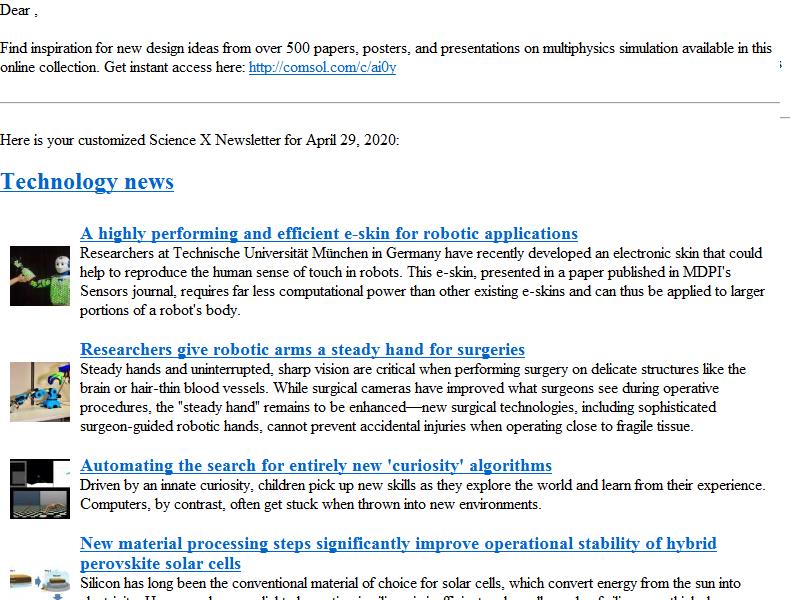 Dear ,
Find inspiration for new design ideas from over 500 papers, posters, and presentations on multiphysics simulation available in this
online collection. Get instant access here: http://comsol.com/c/ai0y
Here is your customized Science X Newsletter for April 29, 2020:
Technology news
A highly performing and efficient e-skin for robotic applications
Researchers at Technische Universität München in Germany have recently developed an electronic skin that could
help to reproduce the human sense of touch in robots. This e-skin, presented in a paper published in MDPI's
Sensors journal, requires far less computational power than other existing e-skins and can thus be applied to larger
portions of a robot's body.
Researchers give robotic arms a steady hand for surgeries
Steady hands and uninterrupted, sharp vision are critical when performing surgery on delicate structures like the
brain or hair-thin blood vessels. While surgical cameras have improved what surgeons see during operative
procedures, the "steady hand" remains to be enhanced—new surgical technologies, including sophisticated
surgeon-guided robotic hands, cannot prevent accidental injuries when operating close to fragile tissue.
Automating the search for entirely new 'curiosity' algorithms
Driven by an innate curiosity, children pick up new skills as they explore the world and learn from their experience.
Computers, by contrast, often get stuck when thrown into new environments.
New material processing steps significantly improve operational stability of hybrid
perovskite solar cells
Silicon has long been the conventional material of choice for solar cells, which convert energy from the sun into